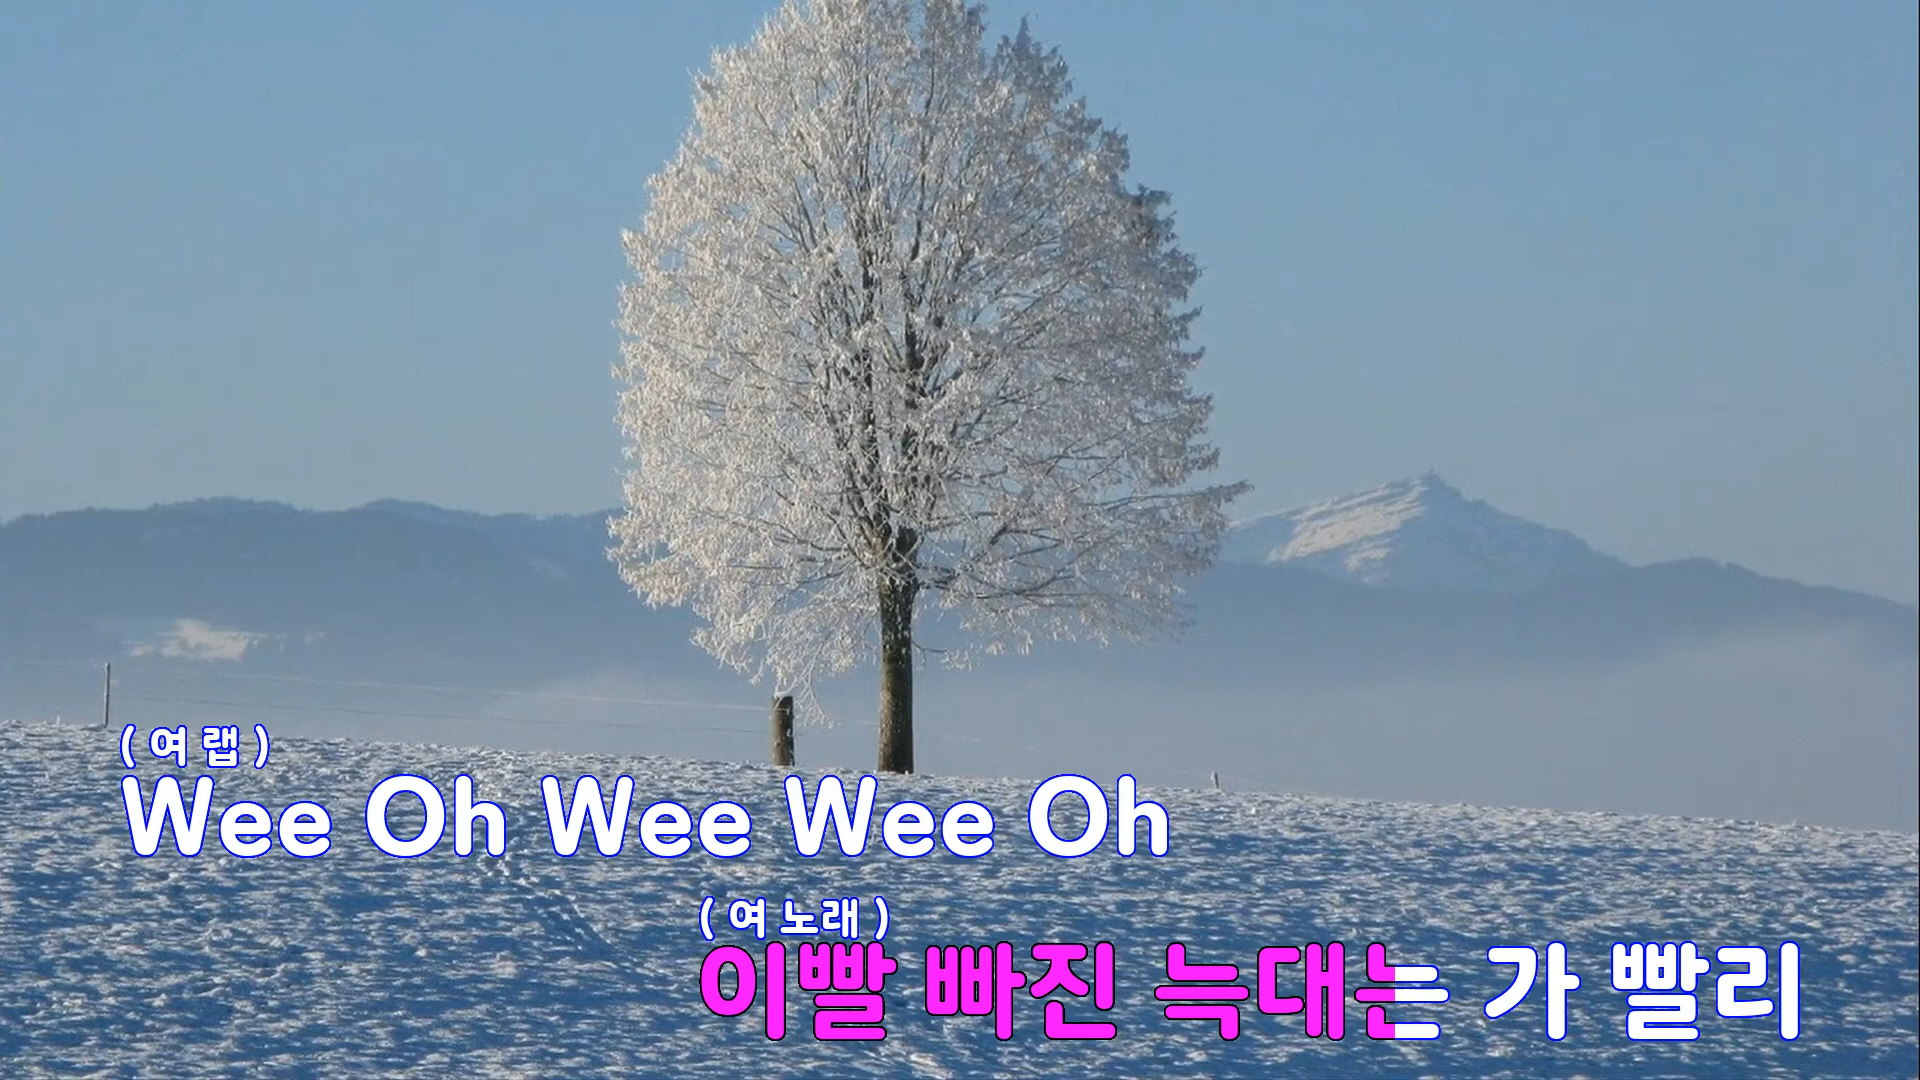 ( 여 랩 )
Wee Oh Wee Wee Oh
( 여 노래 )
이빨 빠진 늑대는 가 빨리